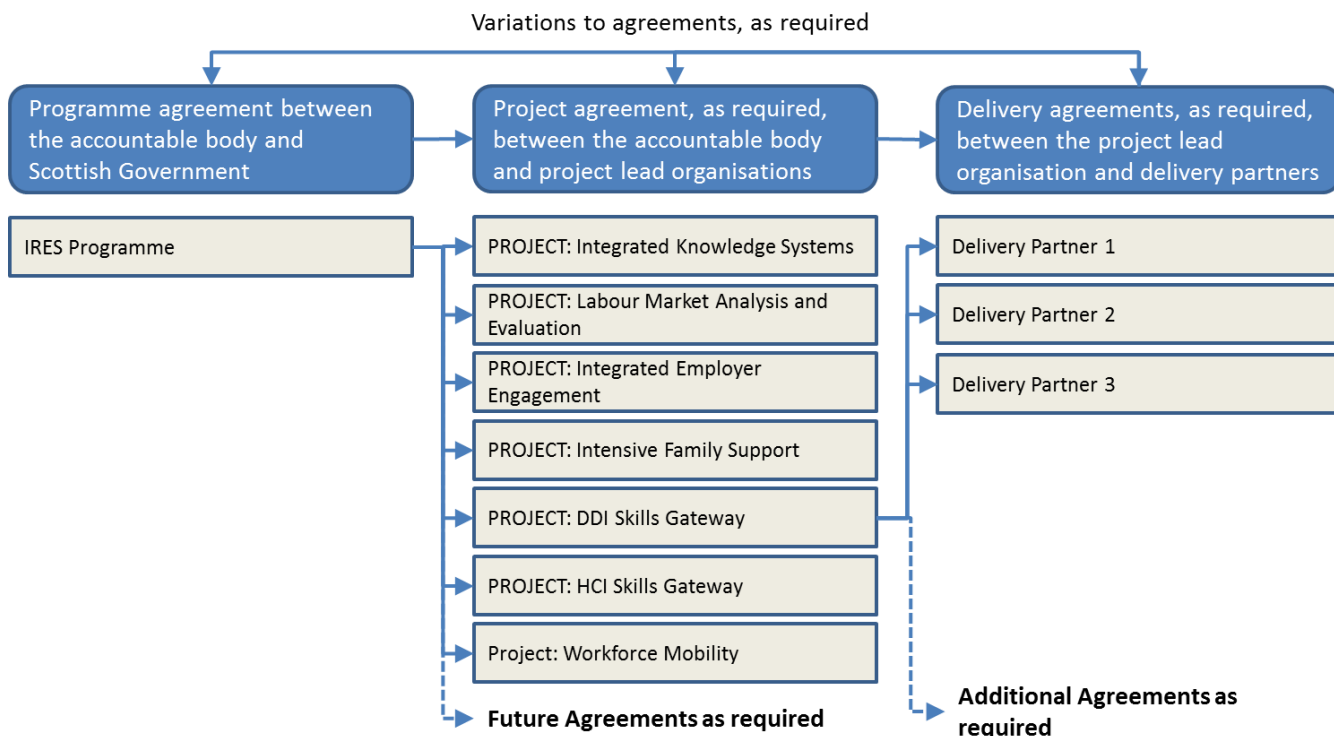 Variations to agreements, as required
Programme agreement between
the accountable body and
Scottish Government
Project agreement, as required,
between the accountable body
and project lead organisations
Delivery agreements, as required,
between the project lead
organisation and delivery partners
IRES Programme
PROJECT: Integrated Knowledge Systems
PROJECT: Labour Market Analysis and
Evaluation
PROJECT: Integrated Employer
Engagement
PROJECT: Intensive Family Support
PROJECT: DDI Skills Gateway
PROJECT: HCI Skills Gateway
Project: Workforce Mobility
Future Agreements as required
Delivery Partner 1
Delivery Partner 2
Delivery Partner 3
Additional Agreements as
required